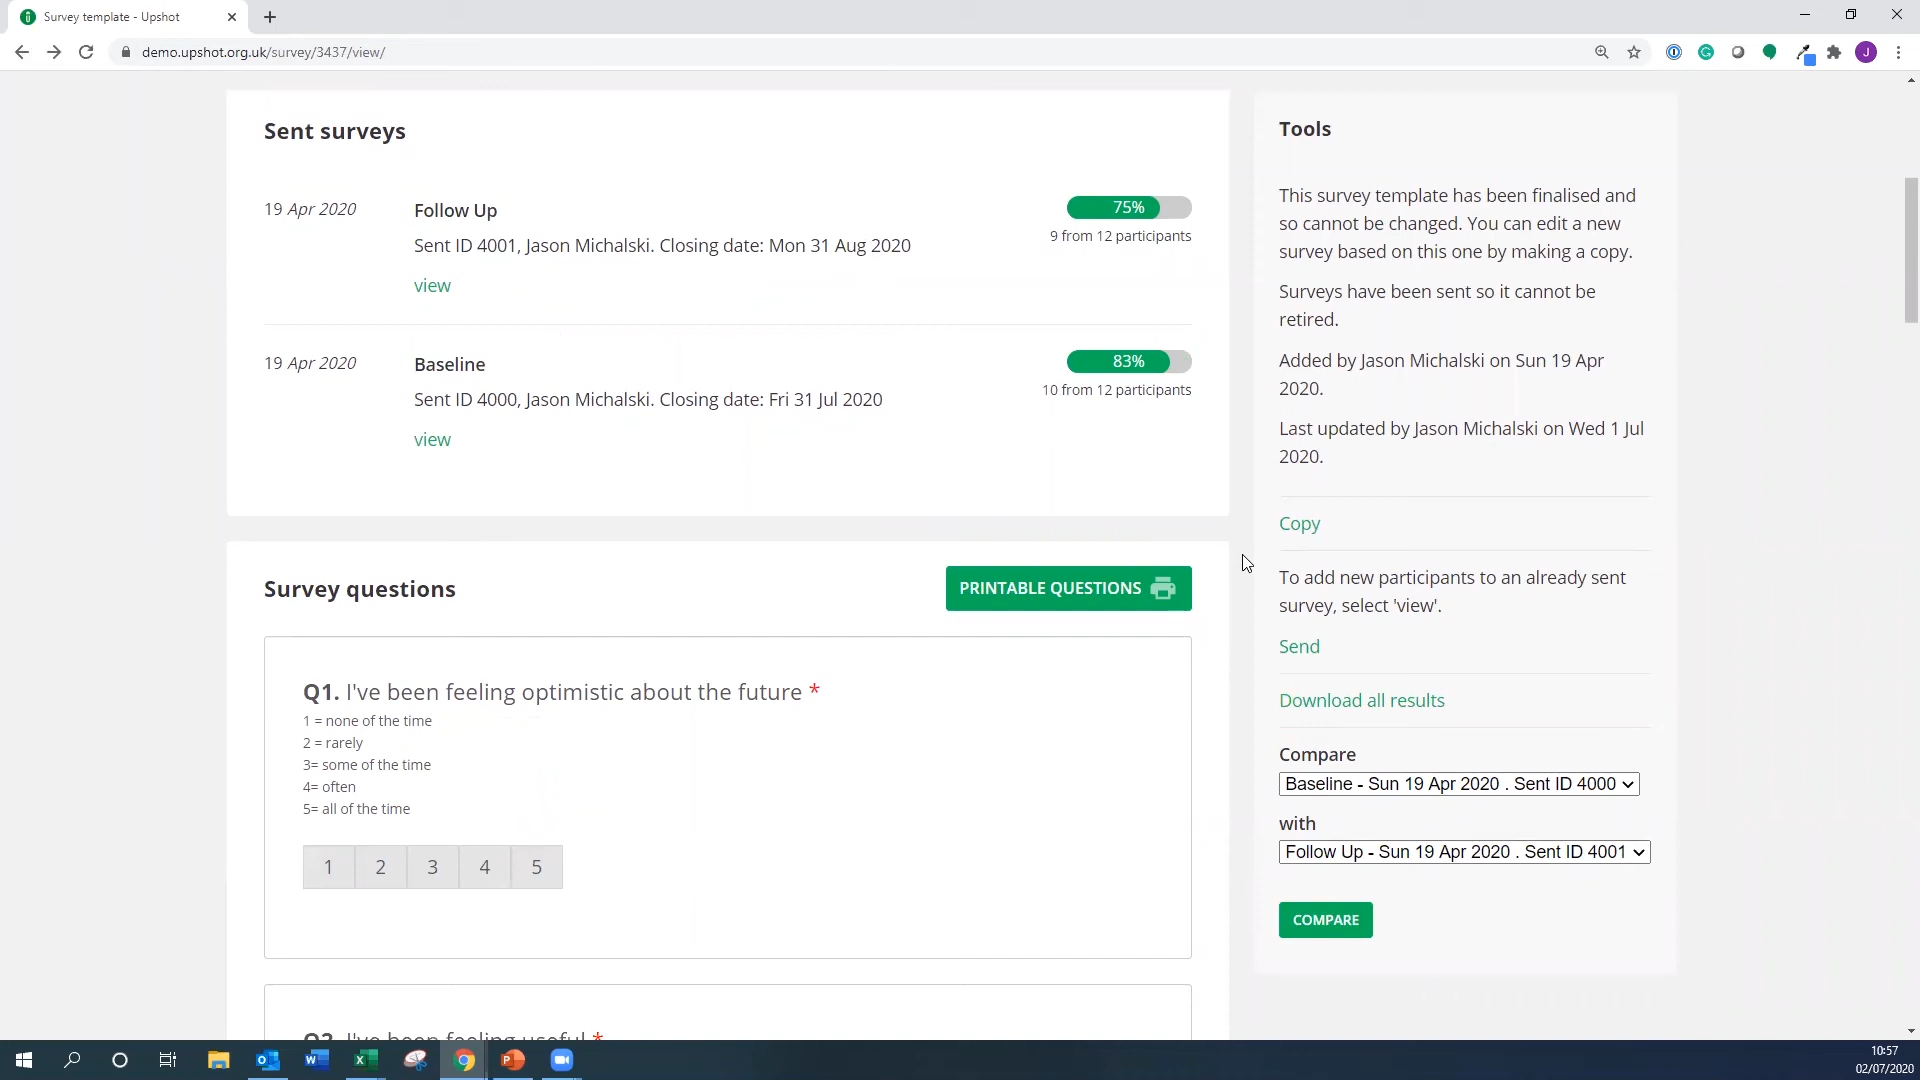 Survey template - Upshot
demo.upshot.org.uk/survey/3437/view/
J
Sent surveys
19 Apr 2020
Follow Up
Sent ID 4001, Jason Michalski. Closing date: Mon 31 Aug 2020
view
75%
9 from 12 participants
19 Apr 2020
Baseline
Sent ID 4000, Jason Michalski. Closing date: Fri 31 Jul 2020
view
83%
10 from 12 participants
Survey questions
PRINTABLE QUESTIONS
Q1. I've been feeling optimistic about the future *
1 = none of the time
2 = rarely
3= some of the time
4= often
5= all of the time
1 2 3 4 5
Q2. I've been feeling useful *
Tools
This survey template has been finalised and
so cannot be changed. You can edit a new
survey based on this one by making a copy.
Surveys have been sent so it cannot be
retired.
Added by Jason Michalski on Sun 19 Apr
2020.
Last updated by Jason Michalski on Wed 1 Jul
2020.
Copy
To add new participants to an already sent
survey, select 'view'.
Send
Download all results
Compare
Baseline - Sun 19 Apr 2020 . Sent ID 4000
with
Follow Up - Sun 19 Apr 2020 . Sent ID 4001
COMPARE
10:57
02/07/2020